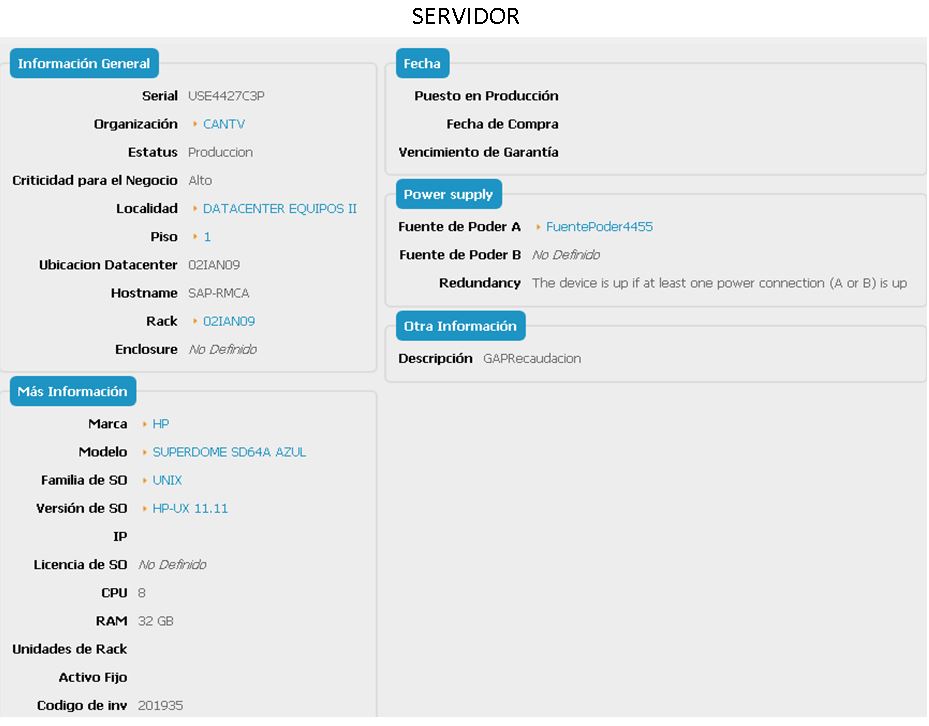 SERVIDOR
Información General
Serial USE4427C3P
Organización CANTV
Estatus Produccion
Criticidad para el Negocio Alto
Localidad DATACENTER EQUIPOS II
Piso 1
Ubicacion Datacenter 02IAN09
Hostname SAP-RMCA
Rack 02IAN09
Enclosure No Definido
Más Información
Marca HP
Modelo SUPERDOME SD64A AZUL
Familia de SO UNIX
Versión de SO HP-UX 11.11
IP
Licencia de SO No Definido
CPU 8
RAM 32 GB
Unidades de Rack
Activo Fijo
Codigo de inv 201935
Fecha
Puesto en Producción
Fecha de Compra
Vencimiento de Garantía
Power supply
Fuente de Poder A FuentePoder4455
Fuente de Poder B No Definido
Redundancy The device is up if at least one power connection (A or B) is up
Otra Información
Descripción GAPRecaudacion